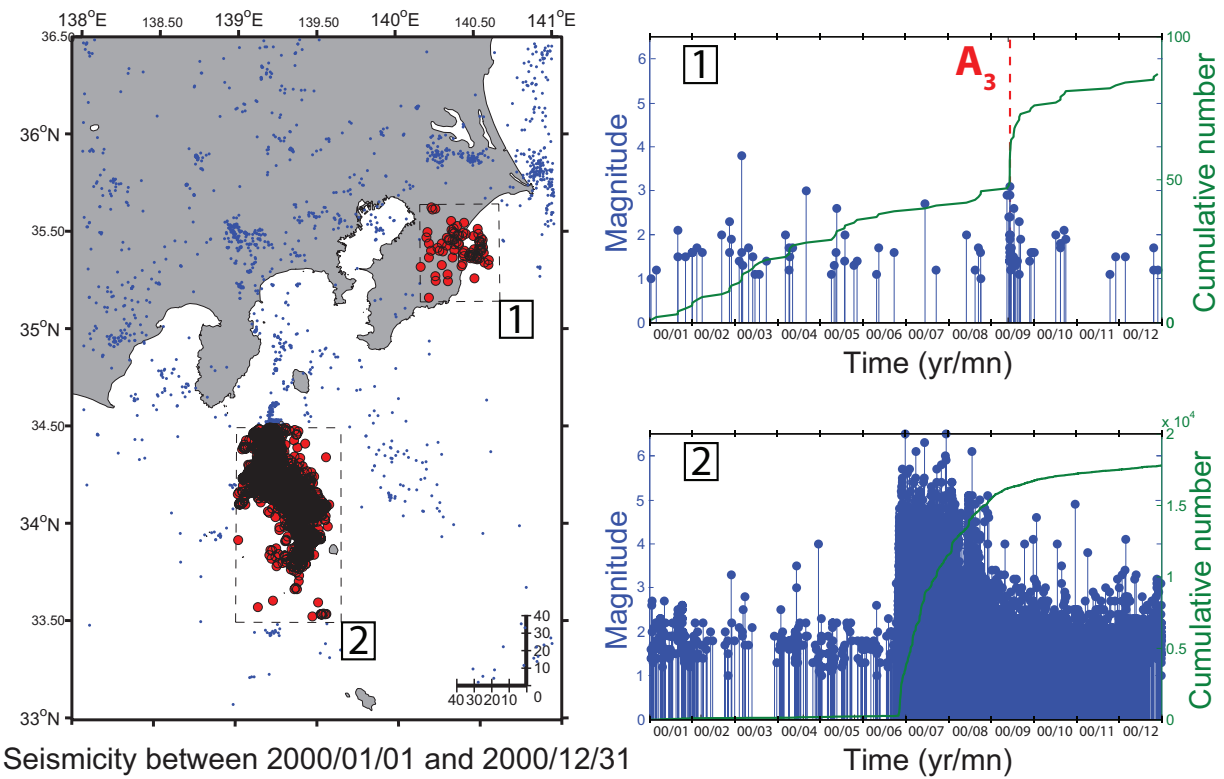 138°E 138.50 139°E 139.50 140°E 140.50 141°E
36.50
36°N
35.50
35°N
34.50
34°N
33.50
33°N
1
2
40
30
20
10
0
40 30 20 10
Seismicity between 2000/01/01 and 2000/12/31
1
A3
Magnitude
6
5
4
3
2
1
0
100
50
0
Cumulative number
00/01 00/02 00/03 00/04 00/05 00/06 00/07 00/08 00/09 00/10 00/11 00/12
Time (yr/mn)
2
Magnitude
6
5
4
3
2
1
0
x 10⁴
2
1.5
1
0.5
0
Cumulative number
00/01 00/02 00/03 00/04 00/05 00/06 00/07 00/08 00/09 00/10 00/11 00/12
Time (yr/mn)